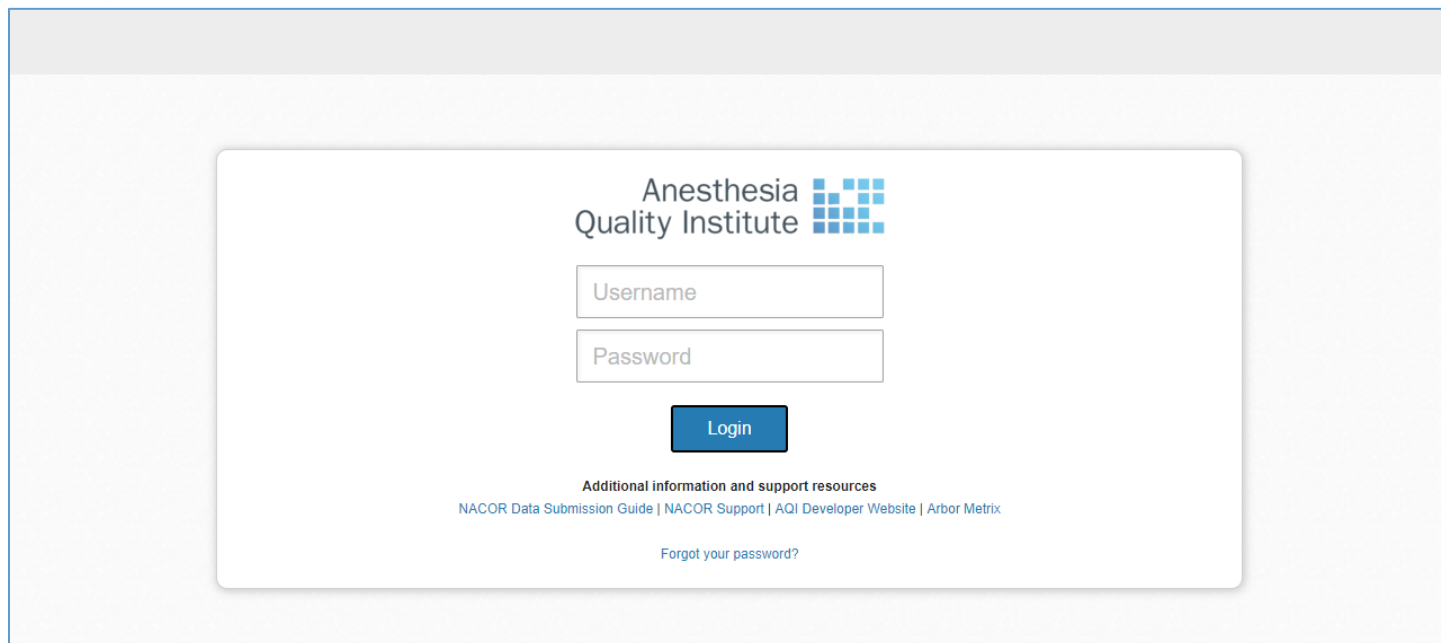 Anesthesia
Quality Institute
Username
Password
Login
Additional information and support resources
NACOR Data Submission Guide | NACOR Support | AQI Developer Website | Arbor Metrix
Forgot your password?